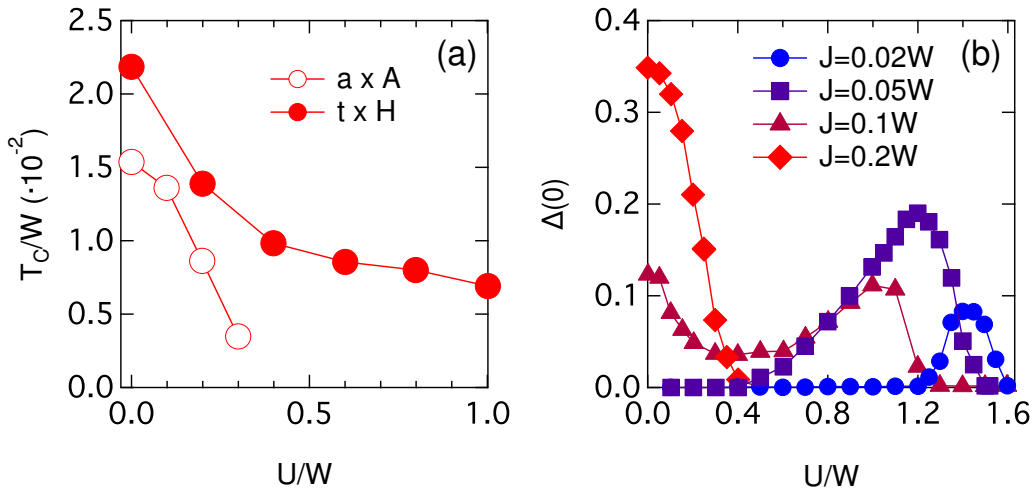 (a)
T_C/W (·10^-2)
2.5
2.0
1.5
1.0
0.5
0.0
a x A
t x H
0.0 0.5 1.0
U/W
(b)
Δ(0)
0.4
0.3
0.2
0.1
0.0
J=0.02W
J=0.05W
J=0.1W
J=0.2W
0.0 0.4 0.8 1.2 1.6
U/W